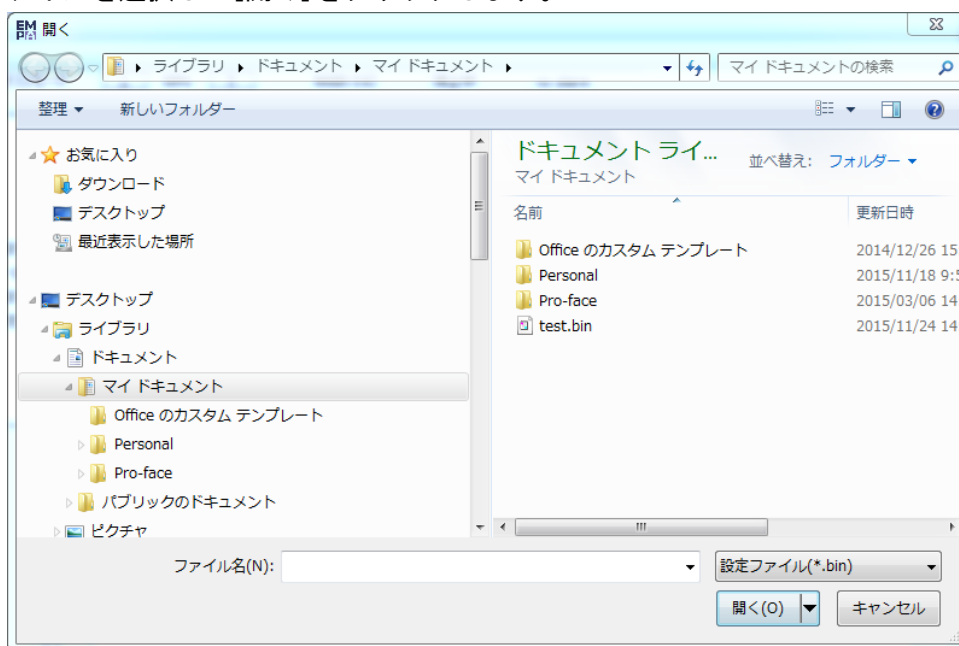 EM 開く
ライブラリ ▶ ドキュメント ▶ マイ ドキュメント ▶
マイ ドキュメントの検索
整理 ▼ 新しいフォルダー
お気に入り
ダウンロード
デスクトップ
最近表示した場所
デスクトップ
ライブラリ
ドキュメント
マイ ドキュメント
Office のカスタム テンプレート
Personal
Pro-face
パブリックのドキュメント
ピクチャ
ドキュメント ライ...
マイ ドキュメント
並べ替え: フォルダー ▼
名前 更新日時
Office のカスタム テンプレート 2014/12/26 15
Personal 2015/11/18 9:5
Pro-face 2015/03/06 14
test.bin 2015/11/24 14
ファイル名(N):
設定ファイル(*.bin)
開く(O) キャンセル